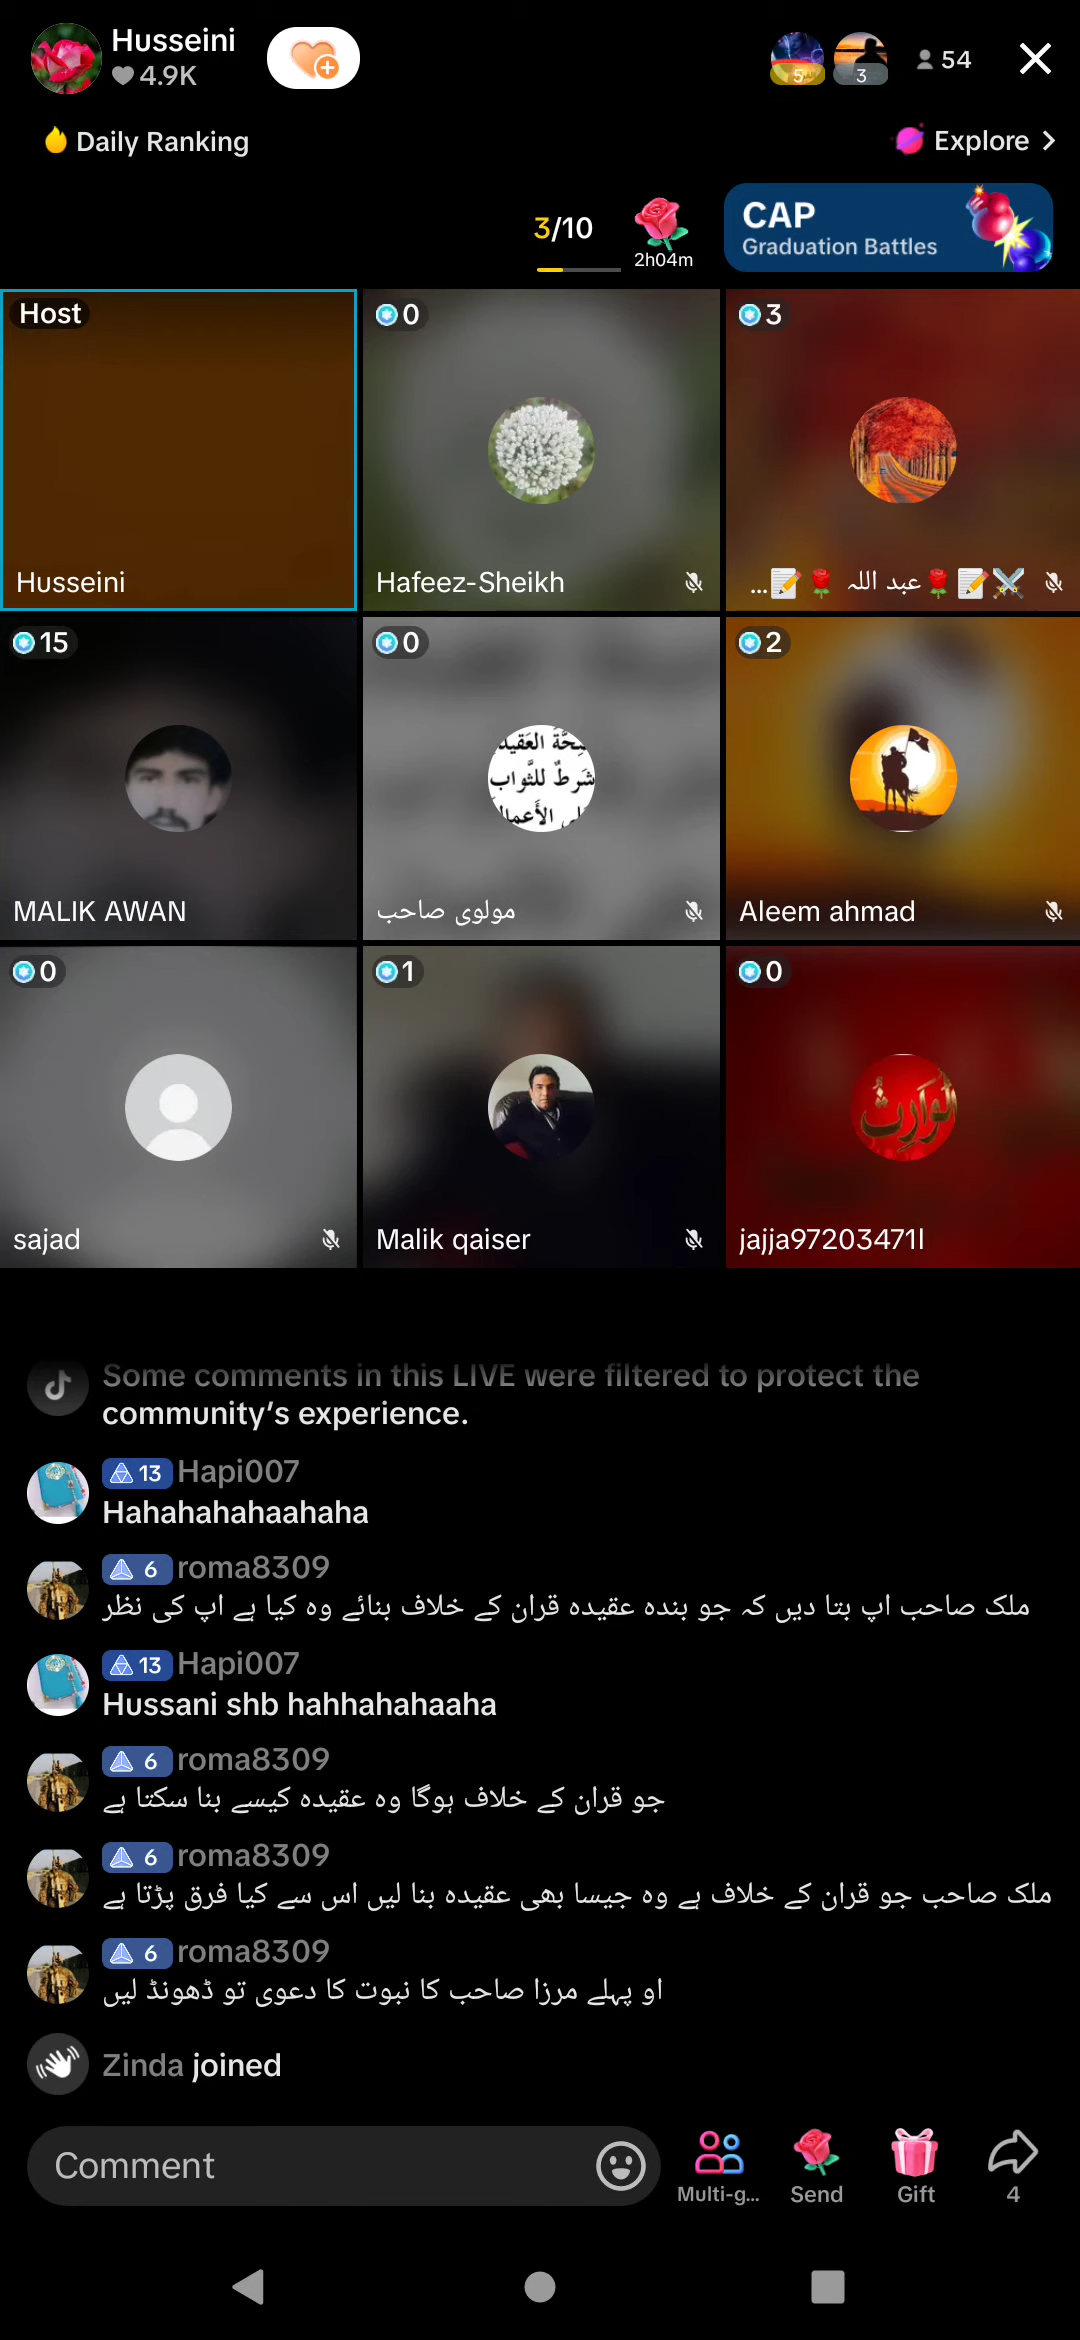 Husseini
4.9K
5
3
54
Daily Ranking
Explore
3/10
2h04m
CAP
Graduation Battles
Host
Husseini
0
Hafeez-Sheikh
3
⚔️📝🌹عبد اللہ 🌹📝...
15
MALIK AWAN
0
العقيد
شَرطٌ للثَّواب
مولوی صاحب
2
Aleem ahmad
0
sajad
1
Malik qaiser
0
jajja97203471l
Some comments in this LIVE were filtered to protect the
community's experience.
13 Hapi007
Hahahahahaahaha
6 roma8309
ملک صاحب اپ بتا دیں کہ جو بندہ عقیدہ قران کے خلاف بنائے وہ کیا ہے اپ کی نظر
13 Hapi007
Hussani shb hahhahahaaha
6 roma8309
جو قران کے خلاف ہوگا وہ عقیدہ کیسے بنا سکتا ہے
6 roma8309
ملک صاحب جو قران کے خلاف ہے وہ جیسا بھی عقیدہ بنا لیں اس سے کیا فرق پڑتا ہے
6 roma8309
او پہلے مرزا صاحب کا نبوت کا دعوی تو ڈھونڈ لیں
Zinda joined
Comment
Multi-g...
Send
Gift
4